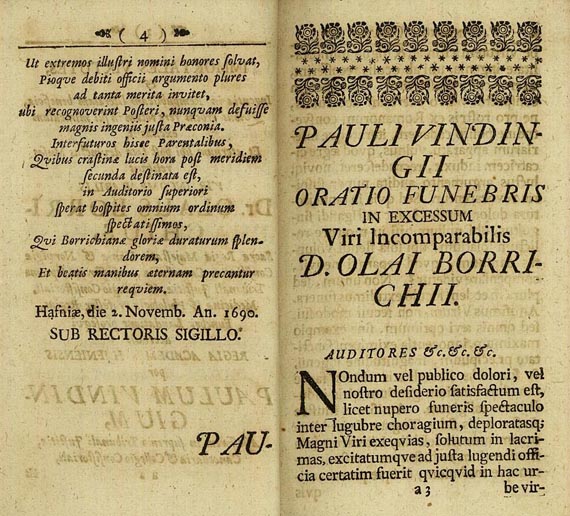 ( 4 )
Ut extremos illustri nomini honores solvat,
Pioqve debiti officii argumento plures
ad tanta merita invitet,
ubi recognoverint Posteri, nunqvam defuisse
magnis ingeniis justa Præconia.
Interfuturos hisce Parentalibus,
Qvibus crastinæ lucis hora post meridiem
secunda destinata est,
in Auditorio superiori
sperat hospites omnium ordinum
spectatissimos,
Qvi Borrichianæ gloriæ duraturum splen-
dorem,
Et beatis manibus æternam precantur
reqviem.
Hafniæ, die 2. Novemb. An. 1690.
SUB RECTORIS SIGILLO.
PAU-
PAULI VINDIN-
GII
ORATIO FUNEBRIS
IN EXCESSUM
Viri Incomparabilis
D. OLAI BORRI-
CHII.
AUDITORES &c. &c. &c.
NOndum vel publico dolori, vel
nostro desiderio satisfactum est,
licet nupero funeris spectaculo
inter lugubre choragium, deploratasq;
Magni Viri exeqvias, solutum in lacri-
mas, excitatumqve ad justa lugendi offi-
cia certatim fuerit qvicqvid in hac ur-
a 3
be vir-